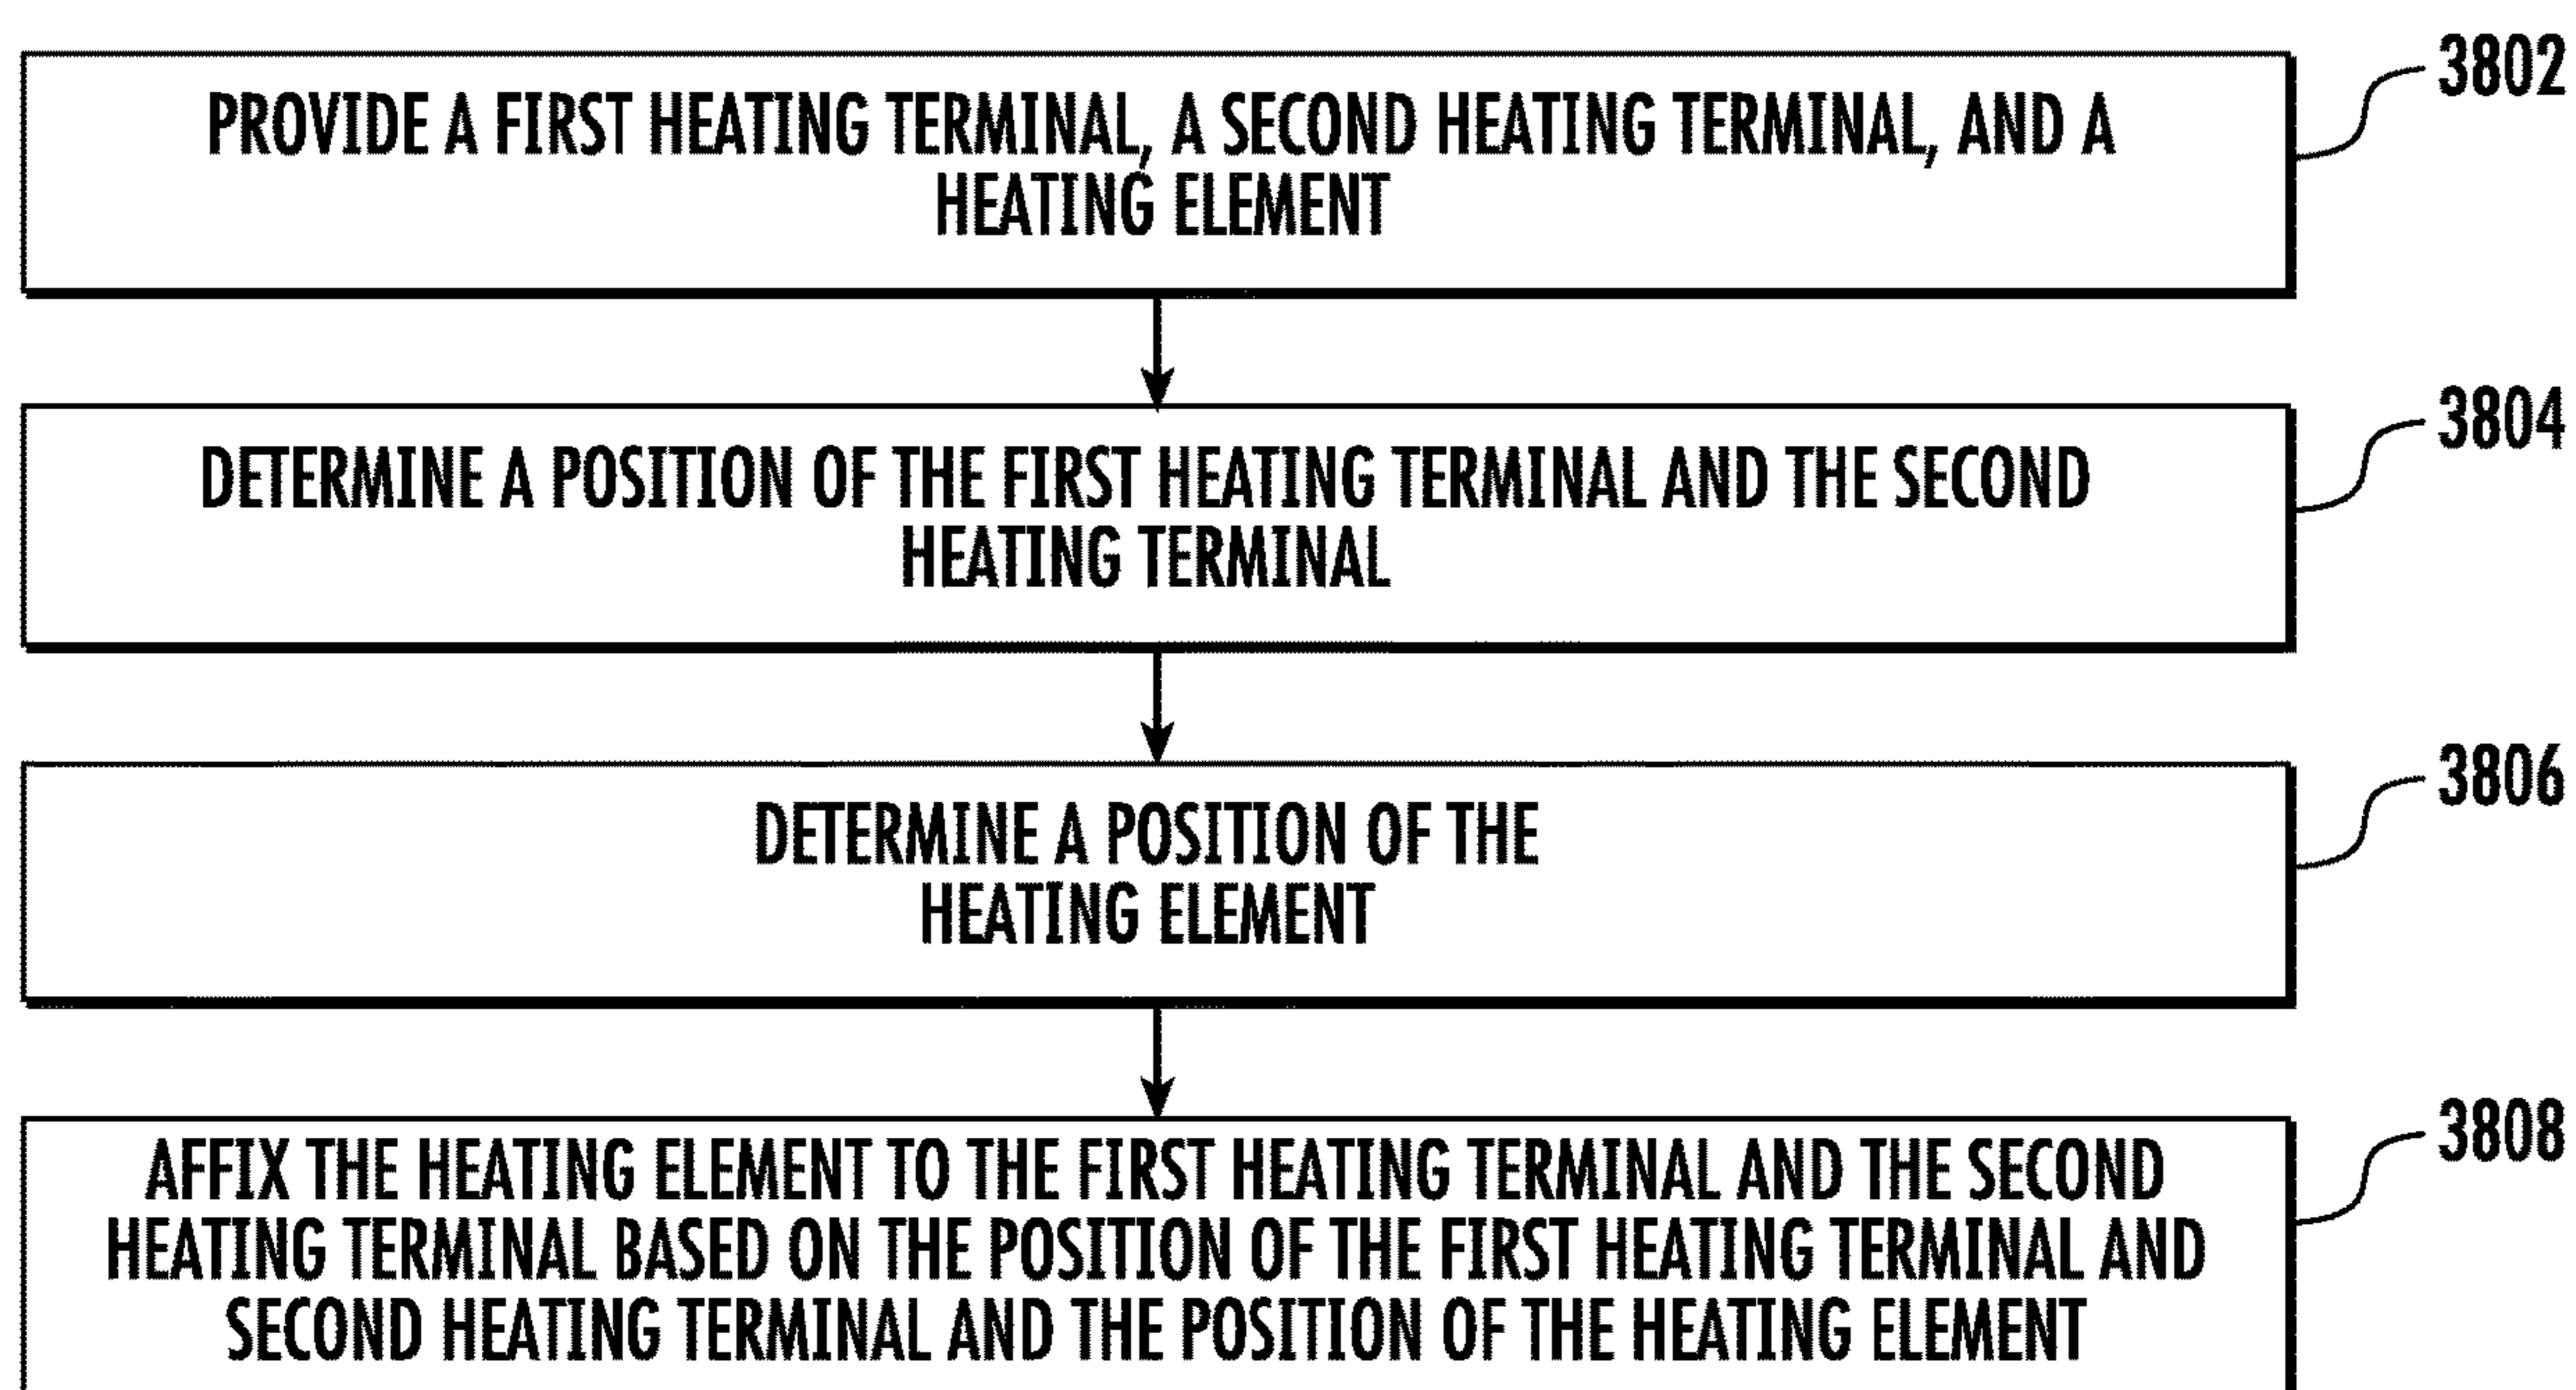 PROVIDE A FIRST HEATING TERMINAL, A SECOND HEATING TERMINAL, AND A
HEATING ELEMENT
3802
DETERMINE A POSITION OF THE FIRST HEATING TERMINAL AND THE SECOND
HEATING TERMINAL
3804
DETERMINE A POSITION OF THE
HEATING ELEMENT
3806
AFFIX THE HEATING ELEMENT TO THE FIRST HEATING TERMINAL AND THE SECOND
HEATING TERMINAL BASED ON THE POSITION OF THE FIRST HEATING TERMINAL AND
SECOND HEATING TERMINAL AND THE POSITION OF THE HEATING ELEMENT
3808